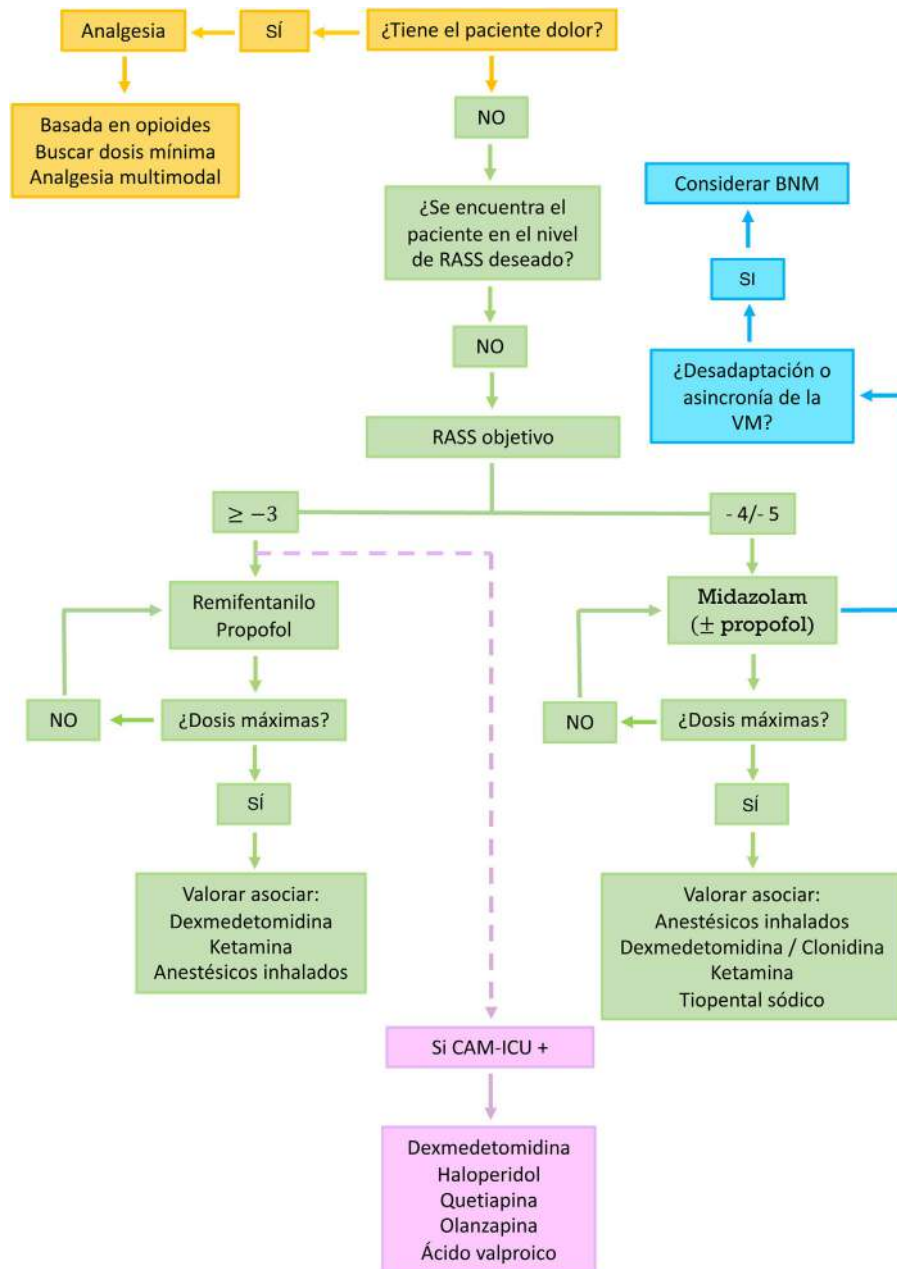 Analgesia
SÍ
¿Tiene el paciente dolor?
Basada en opioides
Buscar dosis mínima
Analgesia multimodal
NO
¿Se encuentra el
paciente en el nivel
de RASS deseado?
Considerar BNM
SI
NO
¿Desadaptación o
asincronía de la
VM?
RASS objetivo
≥ −3
- 4/- 5
Remifentanilo
Propofol
Midazolam
(± propofol)
NO
¿Dosis máximas?
NO
¿Dosis máximas?
SÍ
SÍ
Valorar asociar:
Dexmedetomidina
Ketamina
Anestésicos inhalados
Valorar asociar:
Anestésicos inhalados
Dexmedetomidina / Clonidina
Ketamina
Tiopental sódico
Si CAM-ICU +
Dexmedetomidina
Haloperidol
Quetiapina
Olanzapina
Ácido valproico